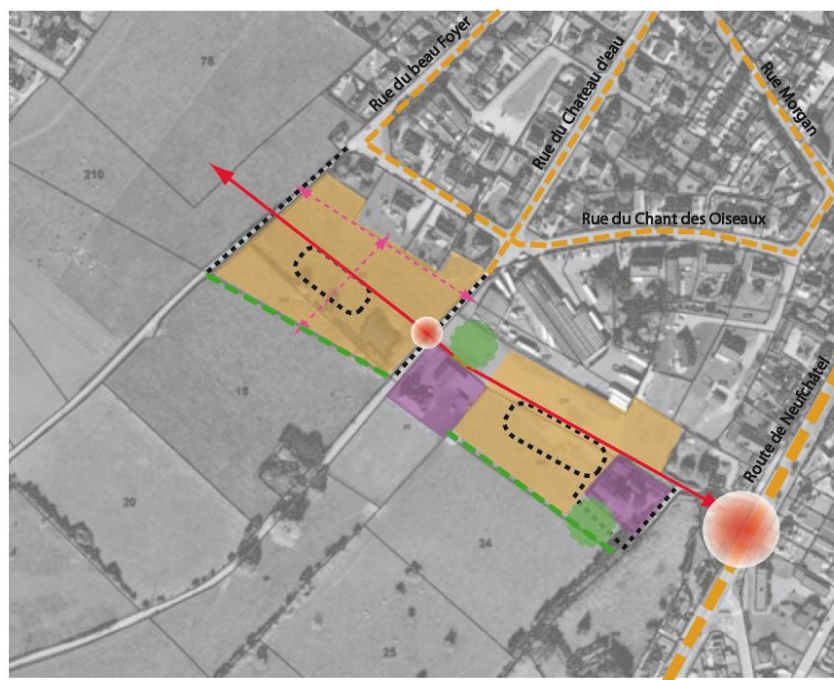 78
Rue du beau Foyer
Rue du Chateau d'eau
Rue Morgan
210
Rue du Chant des Oiseaux
18
Route de Neufchâtel
20
24
25